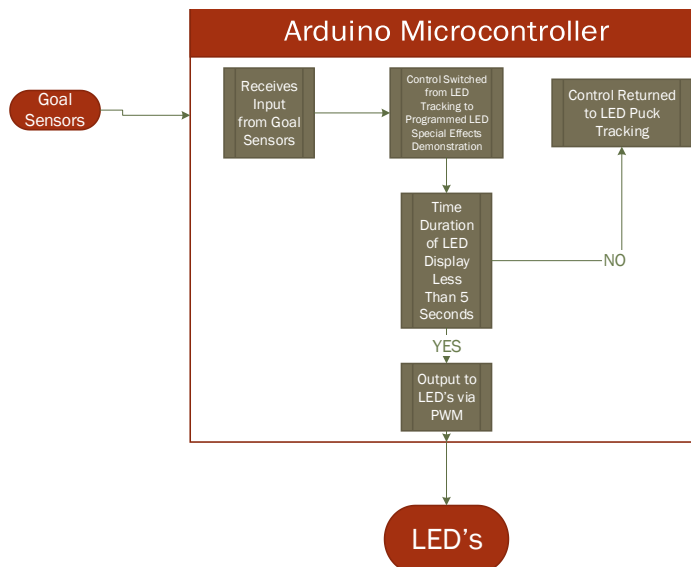 Arduino Microcontroller
Goal
Sensors
Receives
Input
from Goal
Sensors
Control Switched
from LED
Tracking to
Programmed LED
Special Effects
Demonstration
Control Returned
to LED Puck
Tracking
Time
Duration
of LED
Display
Less
Than 5
Seconds
NO
YES
Output to
LED's via
PWM
LED's